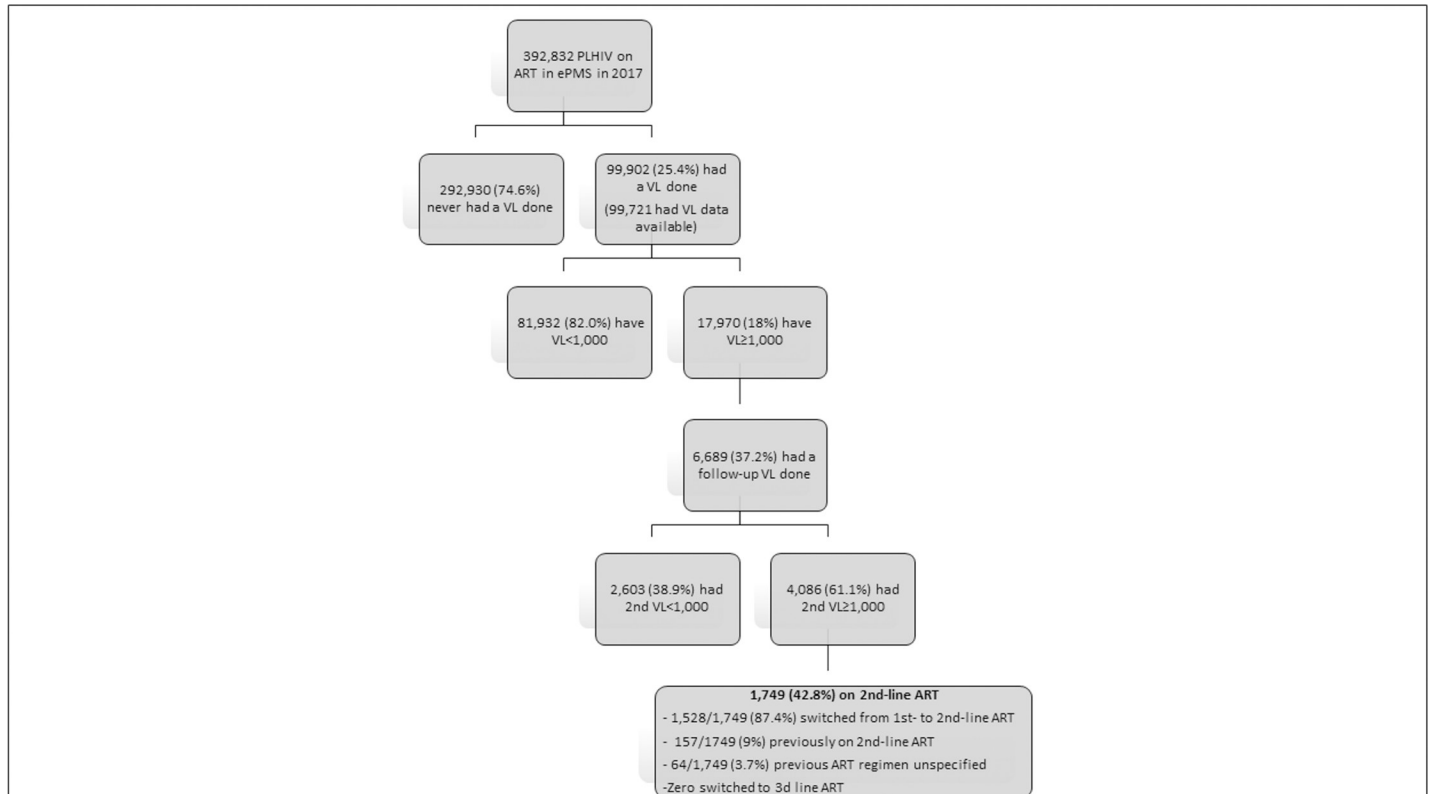 392,832 PLHIV on
ART in ePMS in 2017
292,930 (74.6%)
never had a VL done
99,902 (25.4%) had
a VL done
(99,721 had VL data
available)
81,932 (82.0%) have
VL<1,000
17,970 (18%) have
VL≥1,000
6,689 (37.2%) had a
follow-up VL done
2,603 (38.9%) had
2nd VL<1,000
4,086 (61.1%) had
2nd VL≥1,000
1,749 (42.8%) on 2nd-line ART
- 1,528/1,749 (87.4%) switched from 1st- to 2nd-line ART
- 157/1749 (9%) previously on 2nd-line ART
- 64/1,749 (3.7%) previous ART regimen unspecified
-Zero switched to 3d line ART